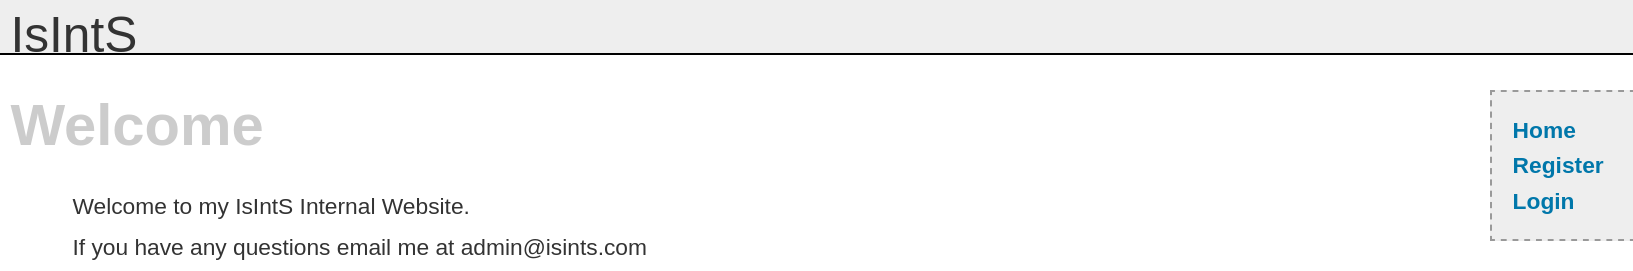 IsIntS
Welcome
Home
Register
Login
Welcome to my IsIntS Internal Website.
If you have any questions email me at admin@isints.com